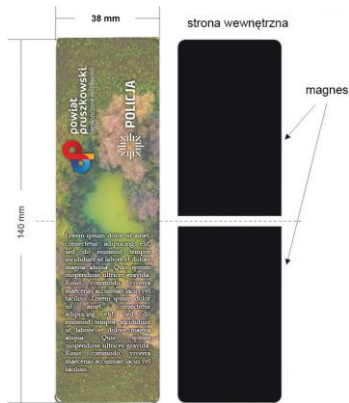 38 mm
strona wewnętrzna
140 mm
powiat
pruszkowski
POLICJA
magnes
Lorem ipsum dolor sit amet,
consectetur adipiscing elit,
sed do eiusmod tempor
incididunt ut labore et dolore
magna aliqua. Quis ipsum
suspendisse ultrices gravida.
Risus commodo viverra
maecenas accumsan lacus vel
facilisis. Lorem ipsum dolor
sit amet, consectetur
adipiscing elit, sed do
eiusmod tempor incididunt
ut labore et dolore magna
aliqua. Quis ipsum
suspendisse ultrices gravida.
Risus commodo viverra
maecenas accumsan lacus vel
facilisis.